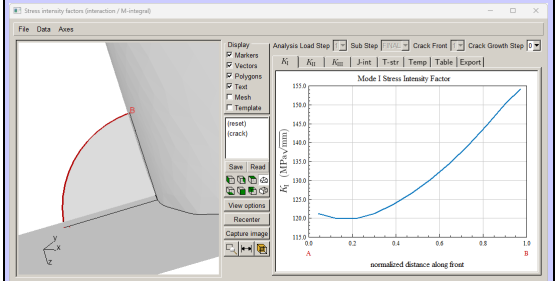 Stress intensity factors (interaction / M-integral)
File Data Axes
B
y
x
z
Display
Markers
Vectors
Polygons
Text
Mesh
Template
(reset)
(crack)
Save Read
View options
Recenter
Capture image
Analysis Load Step 1 Sub Step FINAL Crack Front 1 Crack Growth Step 0
KI KII KIII J-int T-str Temp Table Export
Mode I Stress Intensity Factor
KI (MPa√mm)
155.0
150.0
145.0
140.0
135.0
130.0
125.0
120.0
115.0
0.0 0.2 0.4 0.6 0.8 1.0
A B
normalized distance along front